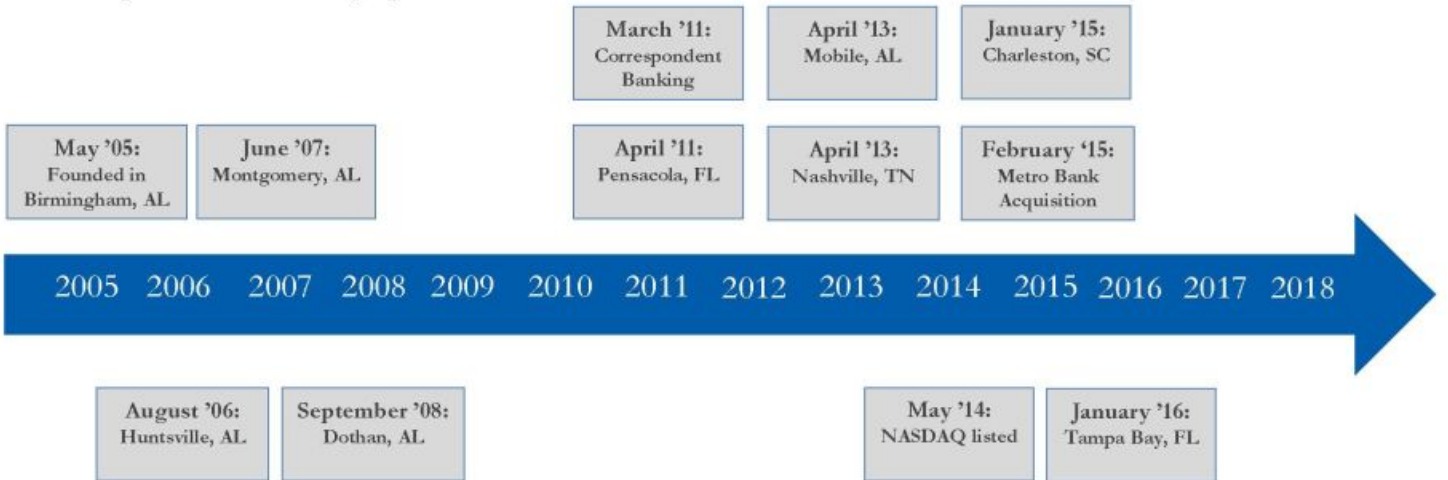 March ’11:
Correspondent
Banking
April ’13:
Mobile, AL
January ’15:
Charleston, SC
May ’05:
Founded in
Birmingham, AL
June ’07:
Montgomery, AL
April ’11:
Pensacola, FL
April ’13:
Nashville, TN
February ‘15:
Metro Bank
Acquisition
2005 2006 2007 2008 2009 2010 2011 2012 2013 2014 2015 2016 2017 2018
August ’06:
Huntsville, AL
September ’08:
Dothan, AL
May ’14:
NASDAQ listed
January ’16:
Tampa Bay, FL